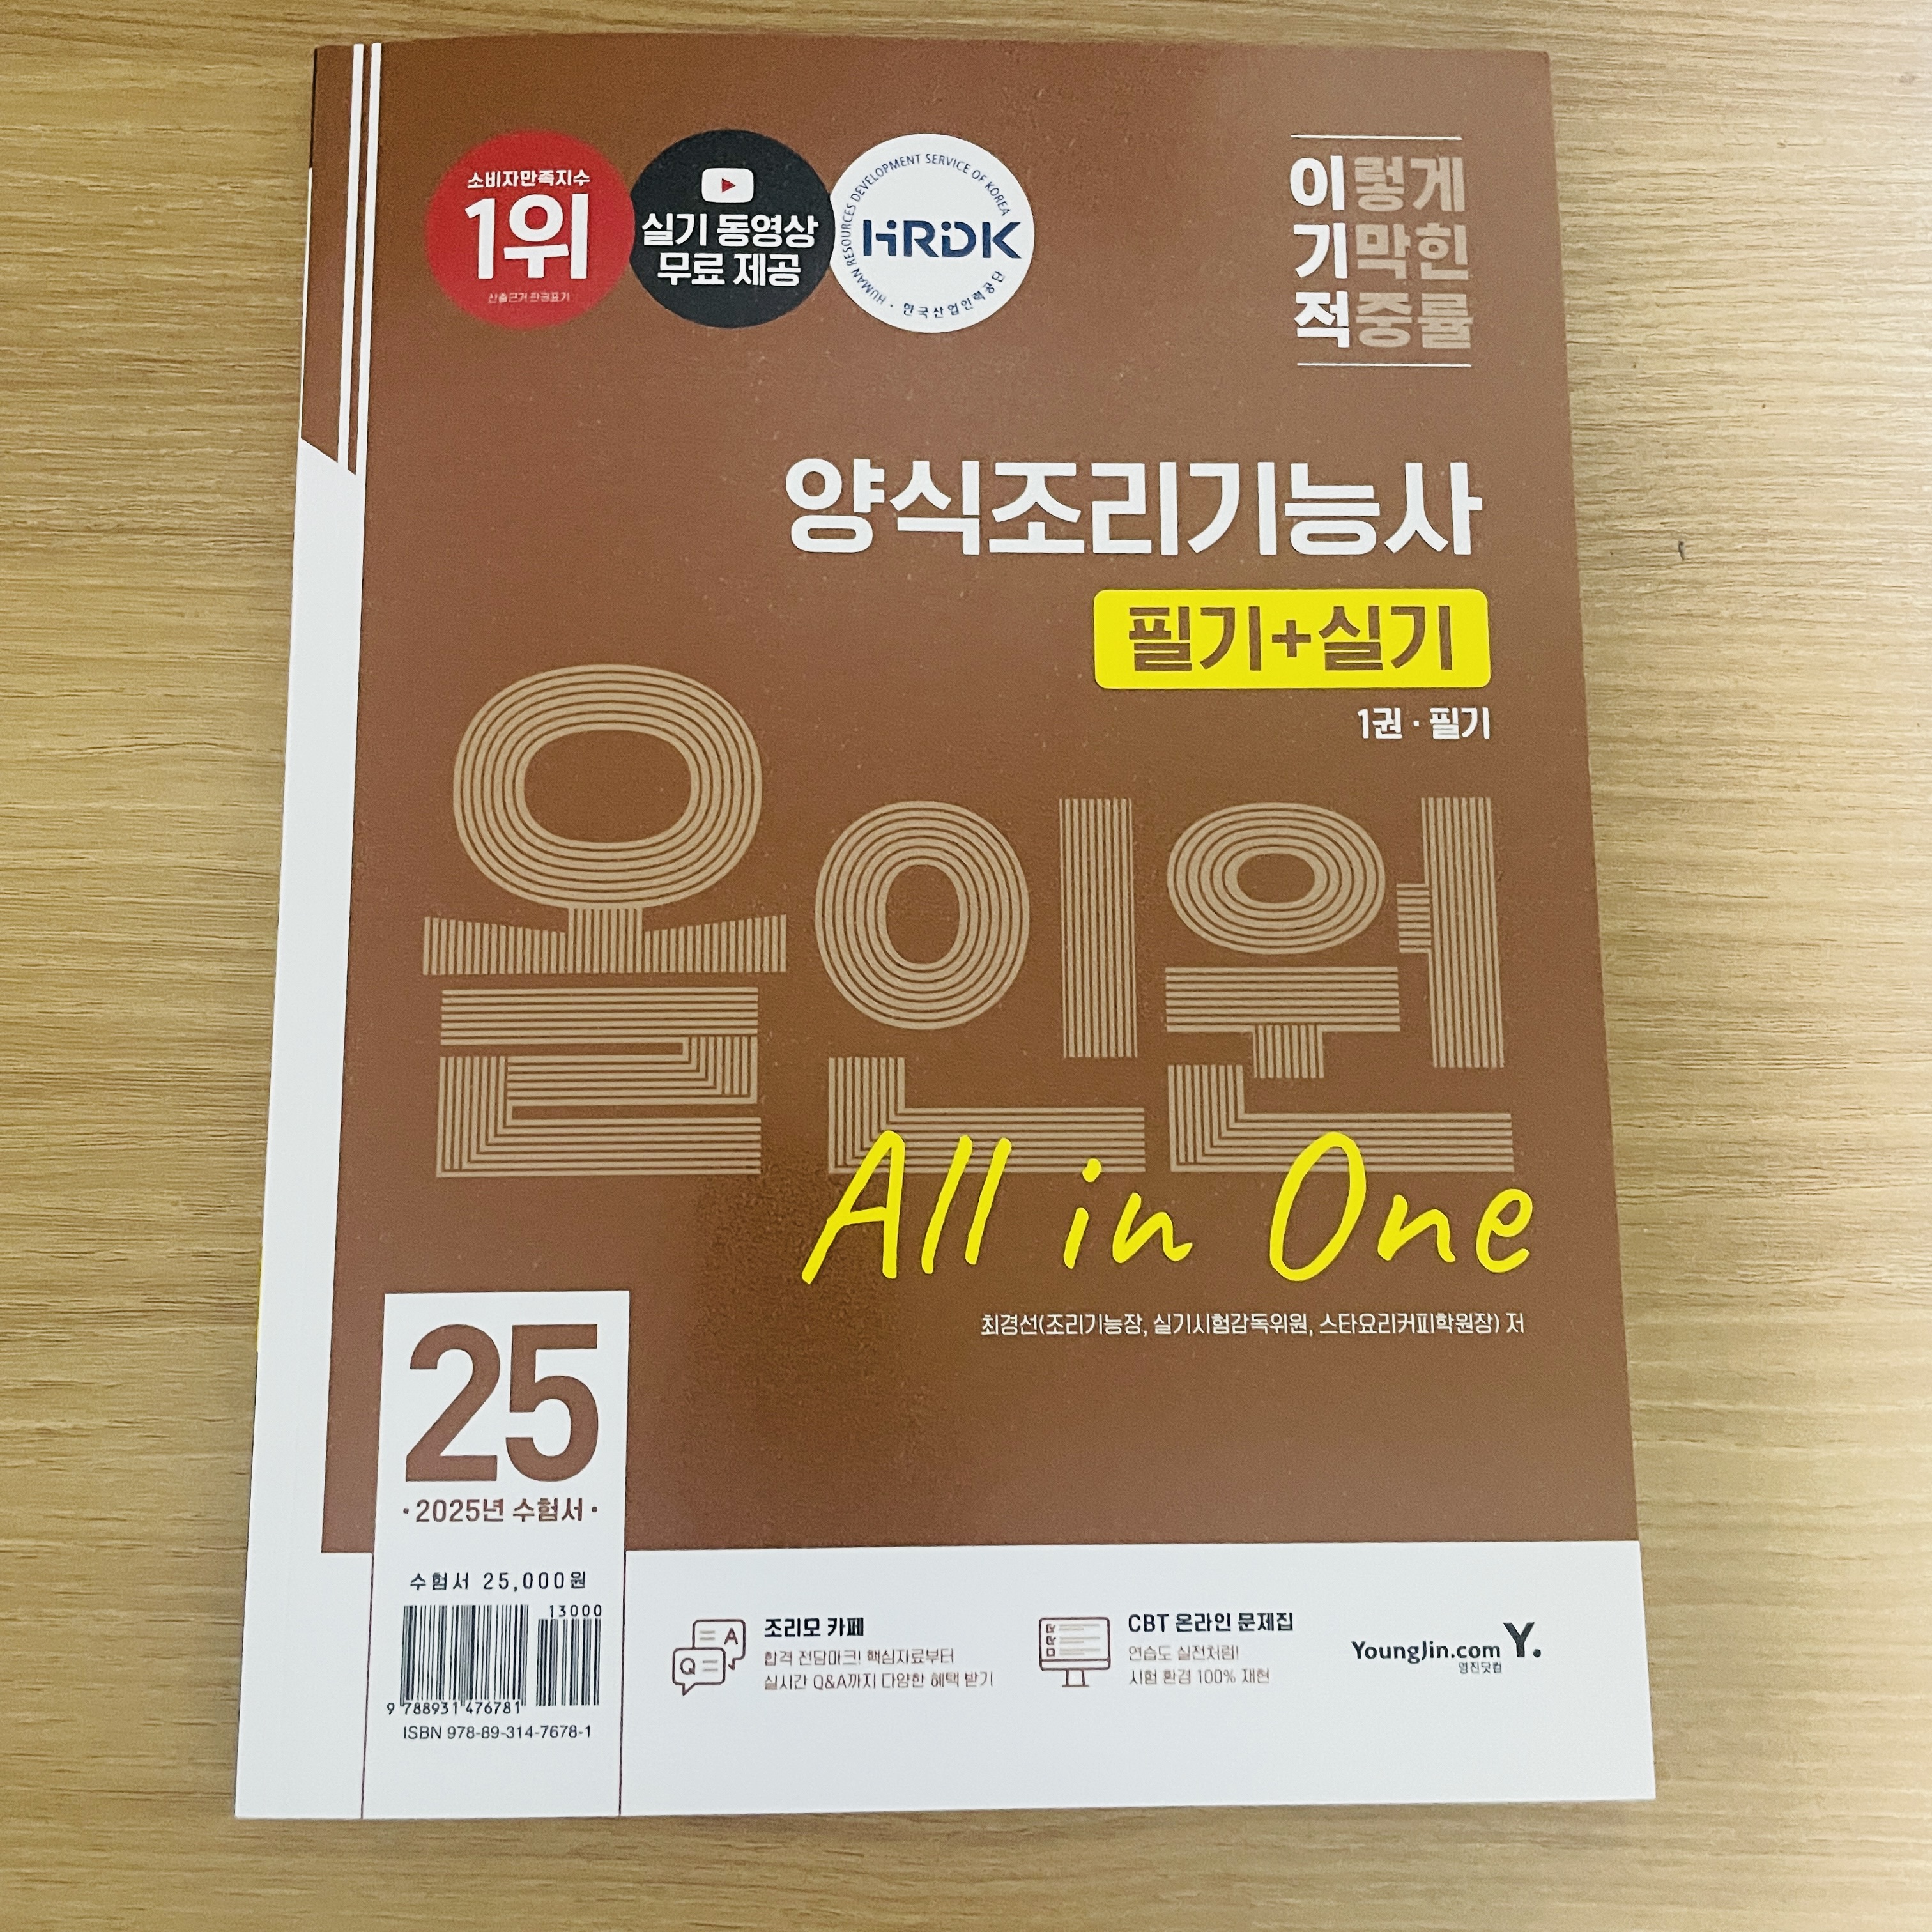 소비자만족지수
1위
산출근거 판권표기
실기 동영상
무료 제공
HUMAN RESOURCES DEVELOPMENT SERVICE OF KOREA
HRDK
· 한국산업인력공단
이렇게
기막힌
적중률
양식조리기능사
필기+실기
1권 · 필기
올인원
All in One
최경선(조리기능장, 실기시험감독위원, 스타요리커피학원장) 저
25
· 2025년 수험서 ·
수험서 25,000원
13000
9 788931 476781
ISBN 978-89-314-7678-1
Q A
조리모 카페
합격 전담마크! 핵심자료부터
실시간 Q&A까지 다양한 혜택 받기
CBT 온라인 문제집
연습도 실전처럼!
시험 환경 100% 재현
YoungJin.com Y.
영진닷컴